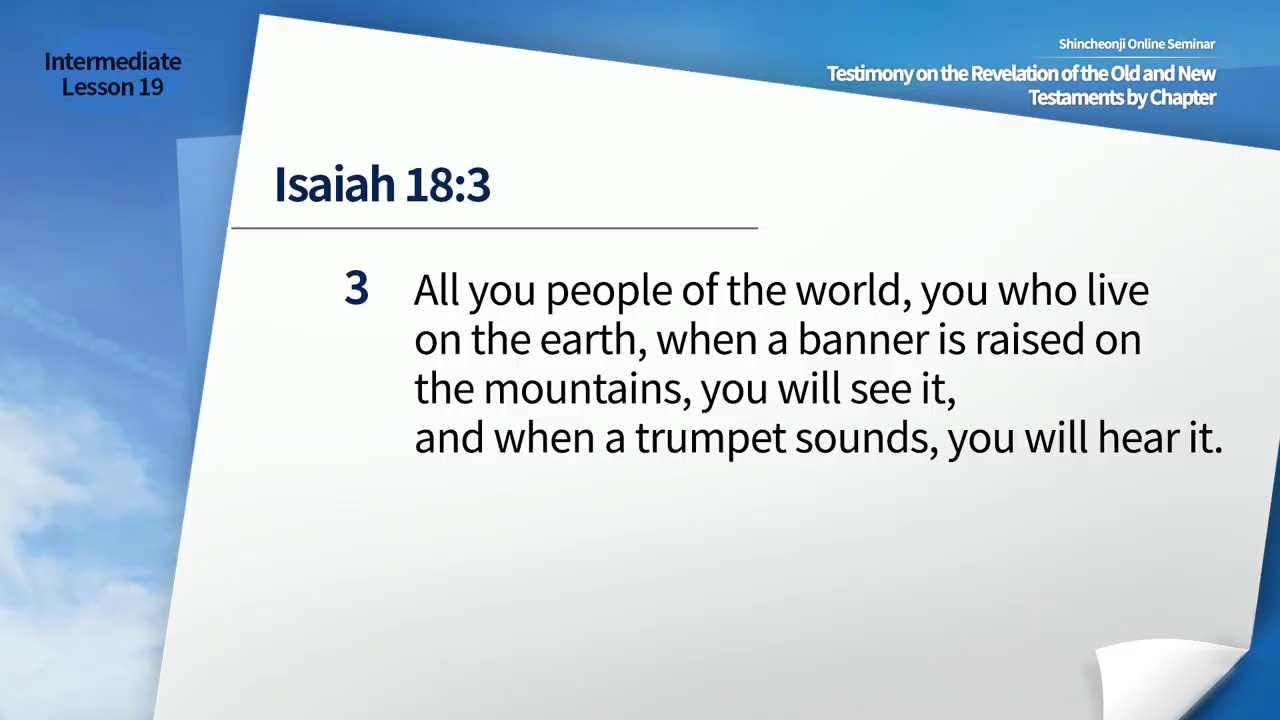 Intermediate
Lesson 19
Shincheonji Online Seminar
Testimony on the Revelation of the Old and New
Testaments by Chapter
Isaiah 18:3
3 All you people of the world, you who live
on the earth, when a banner is raised on
the mountains, you will see it,
and when a trumpet sounds, you will hear it.